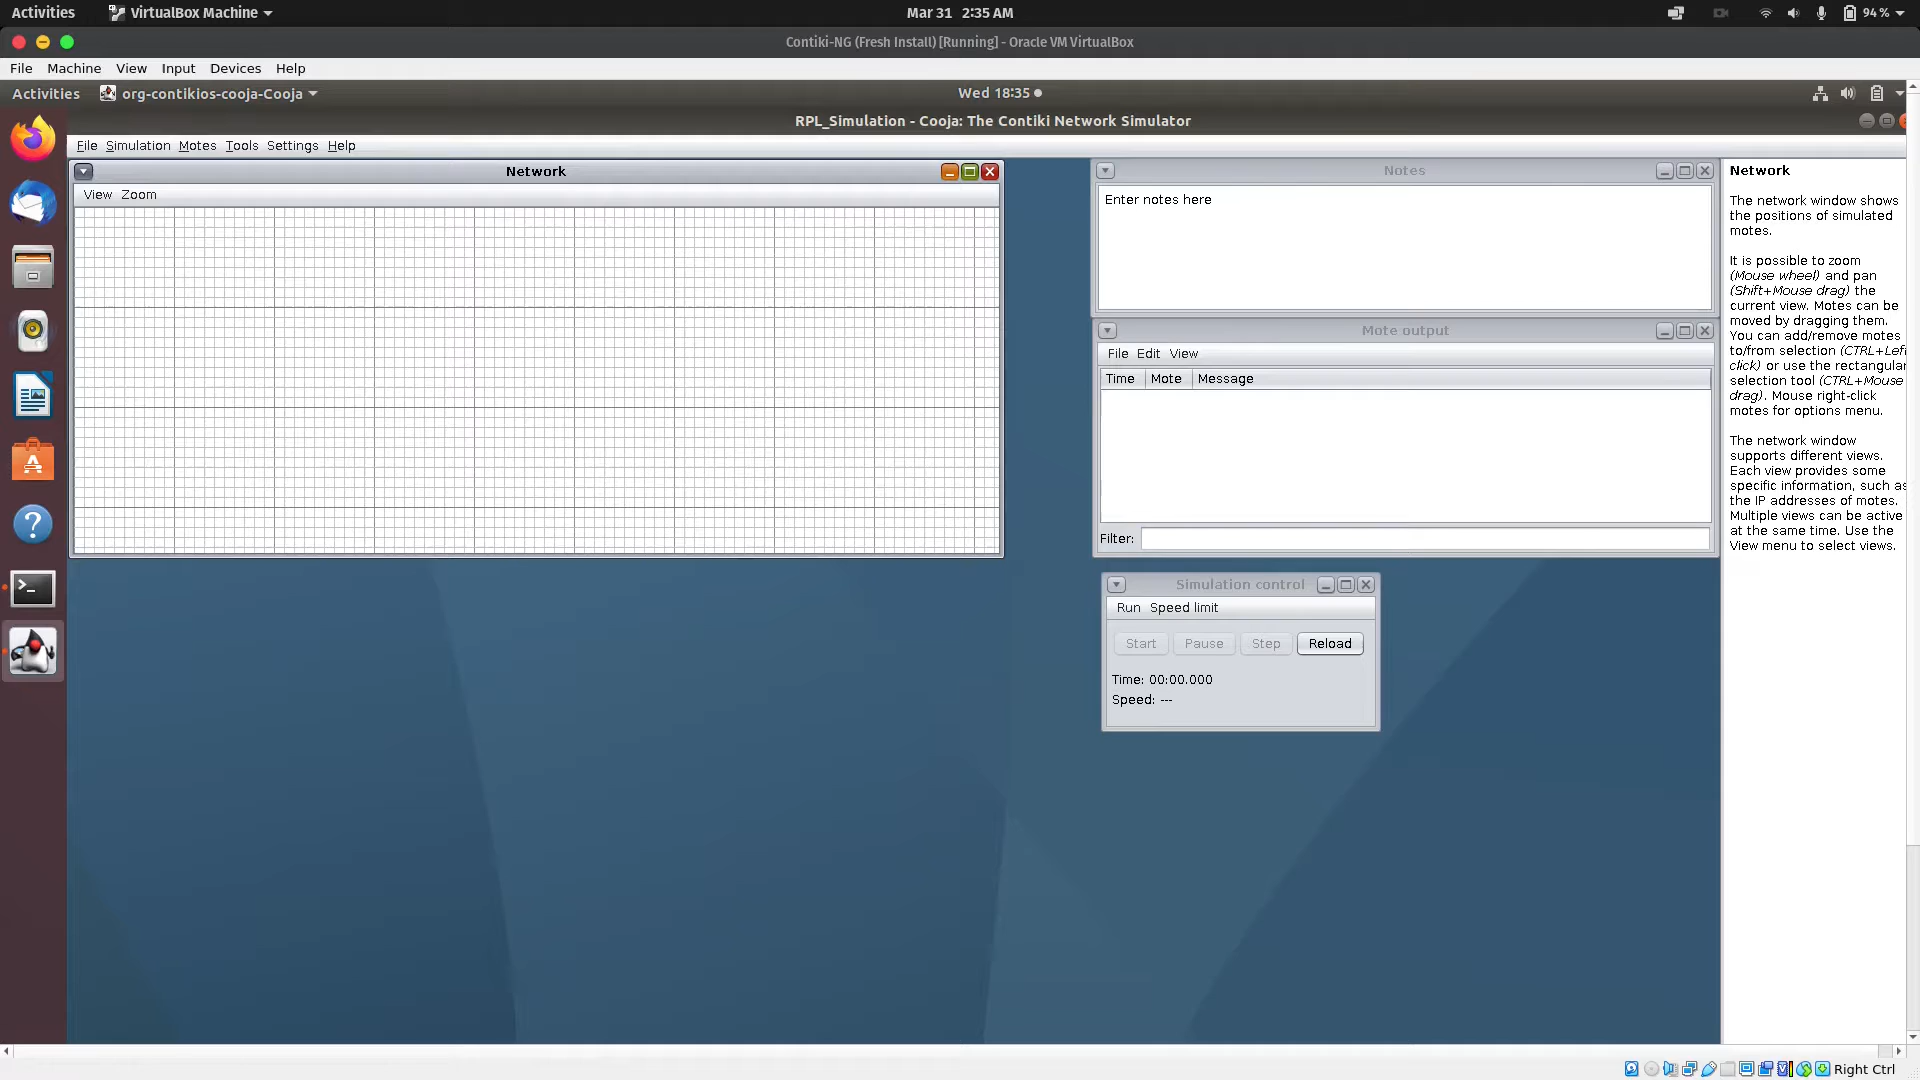 Activities VirtualBox Machine Mar 31 2:35 AM 94 %
Contiki-NG (Fresh Install) [Running] - Oracle VM VirtualBox
File Machine View Input Devices Help
Activities org-contikios-cooja-Cooja Wed 18:35
RPL_Simulation - Cooja: The Contiki Network Simulator
File Simulation Motes Tools Settings Help
Network
View Zoom
Notes
Enter notes here
Mote output
File Edit View
Time Mote Message
Filter:
Simulation control
Run Speed limit
Start Pause Step Reload
Time: 00:00.000
Speed: ---
Network
The network window shows
the positions of simulated
motes.
It is possible to zoom
(Mouse wheel) and pan
(Shift+Mouse drag) the
current view. Motes can be
moved by dragging them.
You can add/remove motes
to/from selection (CTRL+Left
click) or use the rectangular
selection tool (CTRL+Mouse
drag). Mouse right-click
motes for options menu.
The network window
supports different views.
Each view provides some
specific information, such as
the IP addresses of motes.
Multiple views can be active
at the same time. Use the
View menu to select views.
Right Ctrl